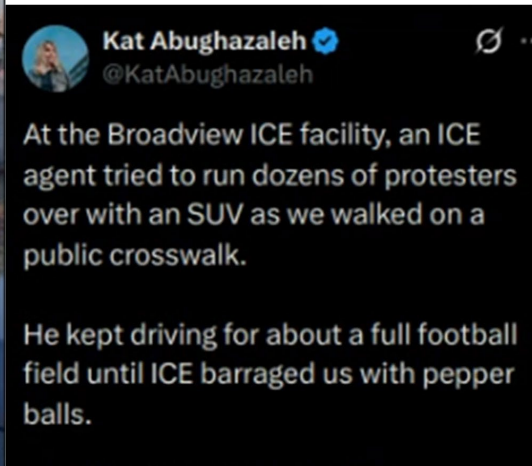 Kat Abughazaleh
@KatAbughazaleh
At the Broadview ICE facility, an ICE
agent tried to run dozens of protesters
over with an SUV as we walked on a
public crosswalk.
He kept driving for about a full football
field until ICE barraged us with pepper
balls.